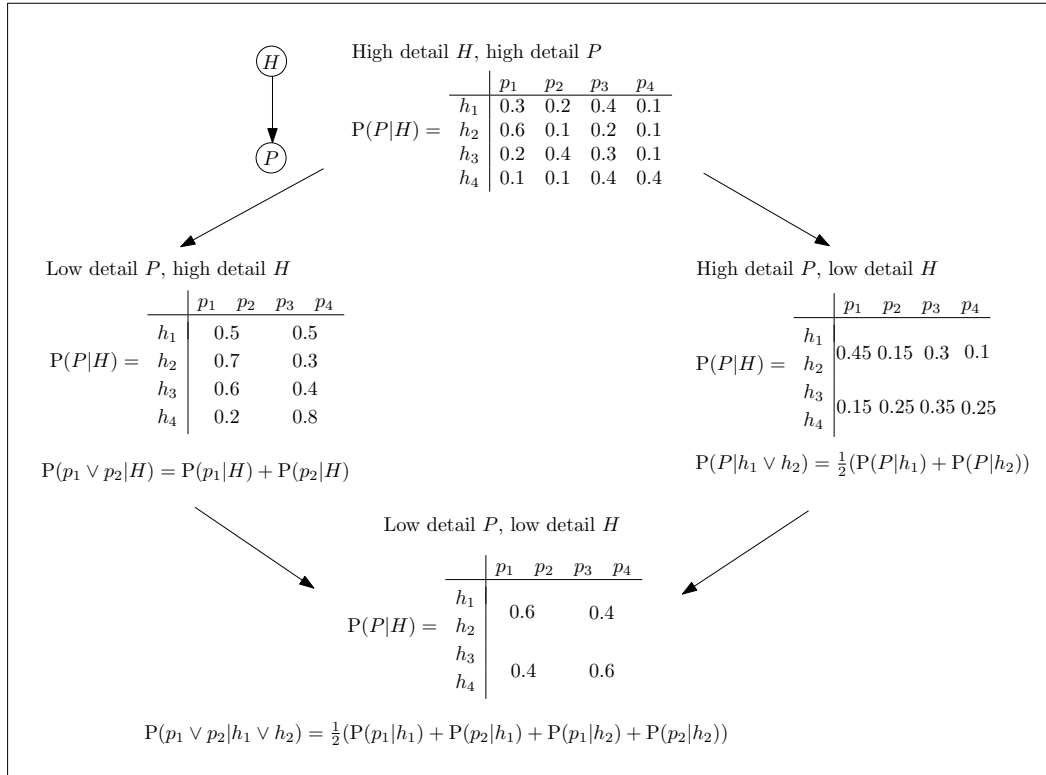 High detail H, high detail P
H
P
p₁ p₂ p₃ p₄
P(P|H) =
h₁ 0.3 0.2 0.4 0.1
h₂ 0.6 0.1 0.2 0.1
h₃ 0.2 0.4 0.3 0.1
h₄ 0.1 0.1 0.4 0.4
Low detail P, high detail H
p₁ p₂ p₃ p₄
P(P|H) =
h₁ 0.5 0.5
h₂ 0.7 0.3
h₃ 0.6 0.4
h₄ 0.2 0.8
P(p₁ ∨ p₂|H) = P(p₁|H) + P(p₂|H)
High detail P, low detail H
p₁ p₂ p₃ p₄
P(P|H) =
h₁
0.45 0.15 0.3 0.1
h₂
h₃
0.15 0.25 0.35 0.25
h₄
P(P|h₁ ∨ h₂) = ½(P(P|h₁) + P(P|h₂))
Low detail P, low detail H
p₁ p₂ p₃ p₄
P(P|H) =
h₁
0.6 0.4
h₂
h₃
0.4 0.6
h₄
P(p₁ ∨ p₂|h₁ ∨ h₂) = ½(P(p₁|h₁) + P(p₂|h₁) + P(p₁|h₂) + P(p₂|h₂))